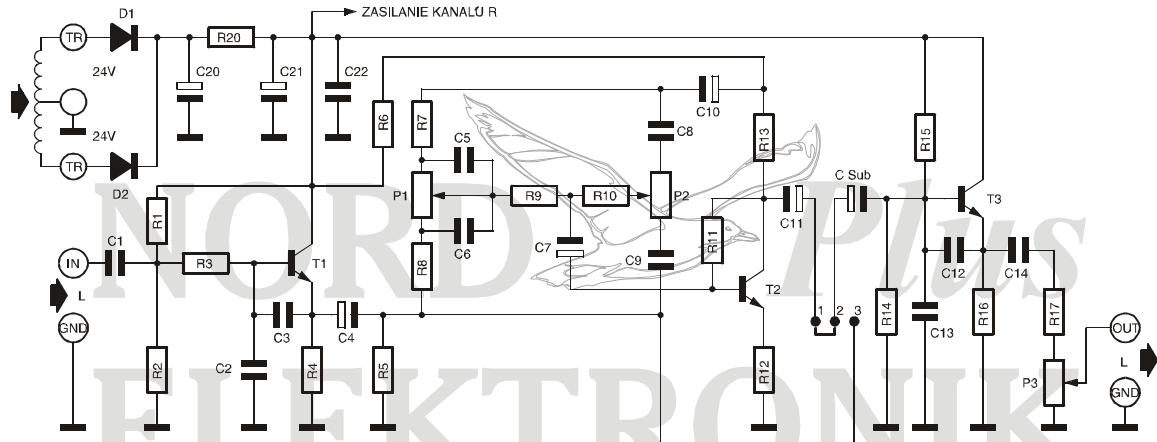 ZASILANIE KANAŁU R
D1
TR
R20
24V
C20
C21
C22
24V
TR
D2
R6
R7
C5
P1
C6
R8
R9
R10
C7
C8
P2
C9
C10
R13
R11
C11
C Sub
R15
T3
T2
R1
C1
IN
L
GND
R3
T1
R2
C2
C3
R4
C4
R5
R12
1 2 3
R14
C12
C13
C14
R16
R17
P3
OUT
L
GND
NORD Plus
ELEKTRONIK